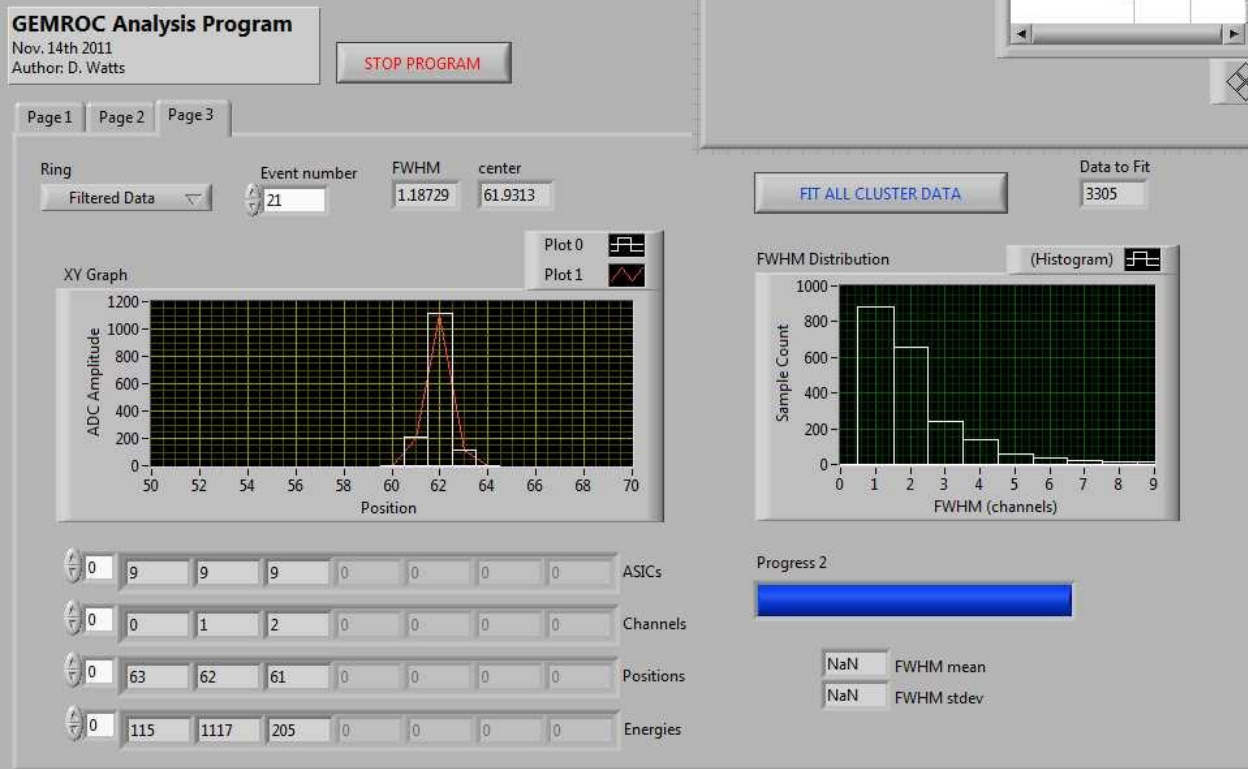 GEMROC Analysis Program
Nov. 14th 2011
Author: D. Watts
STOP PROGRAM
Page 1 Page 2 Page 3
Ring
Filtered Data
Event number
21
FWHM
1.18729
center
61.9313
Plot 0
Plot 1
XY Graph
ADC Amplitude
1200
1000
800
600
400
200
0
50 52 54 56 58 60 62 64 66 68 70
Position
0 9 9 9 0 0 0 0 ASICs
0 0 1 2 0 0 0 0 Channels
0 63 62 61 0 0 0 0 Positions
0 115 1117 205 0 0 0 0 Energies
FIT ALL CLUSTER DATA
Data to Fit
3305
FWHM Distribution
(Histogram)
Sample Count
1000
800
600
400
200
0
0 1 2 3 4 5 6 7 8 9
FWHM (channels)
Progress 2
NaN FWHM mean
NaN FWHM stdev